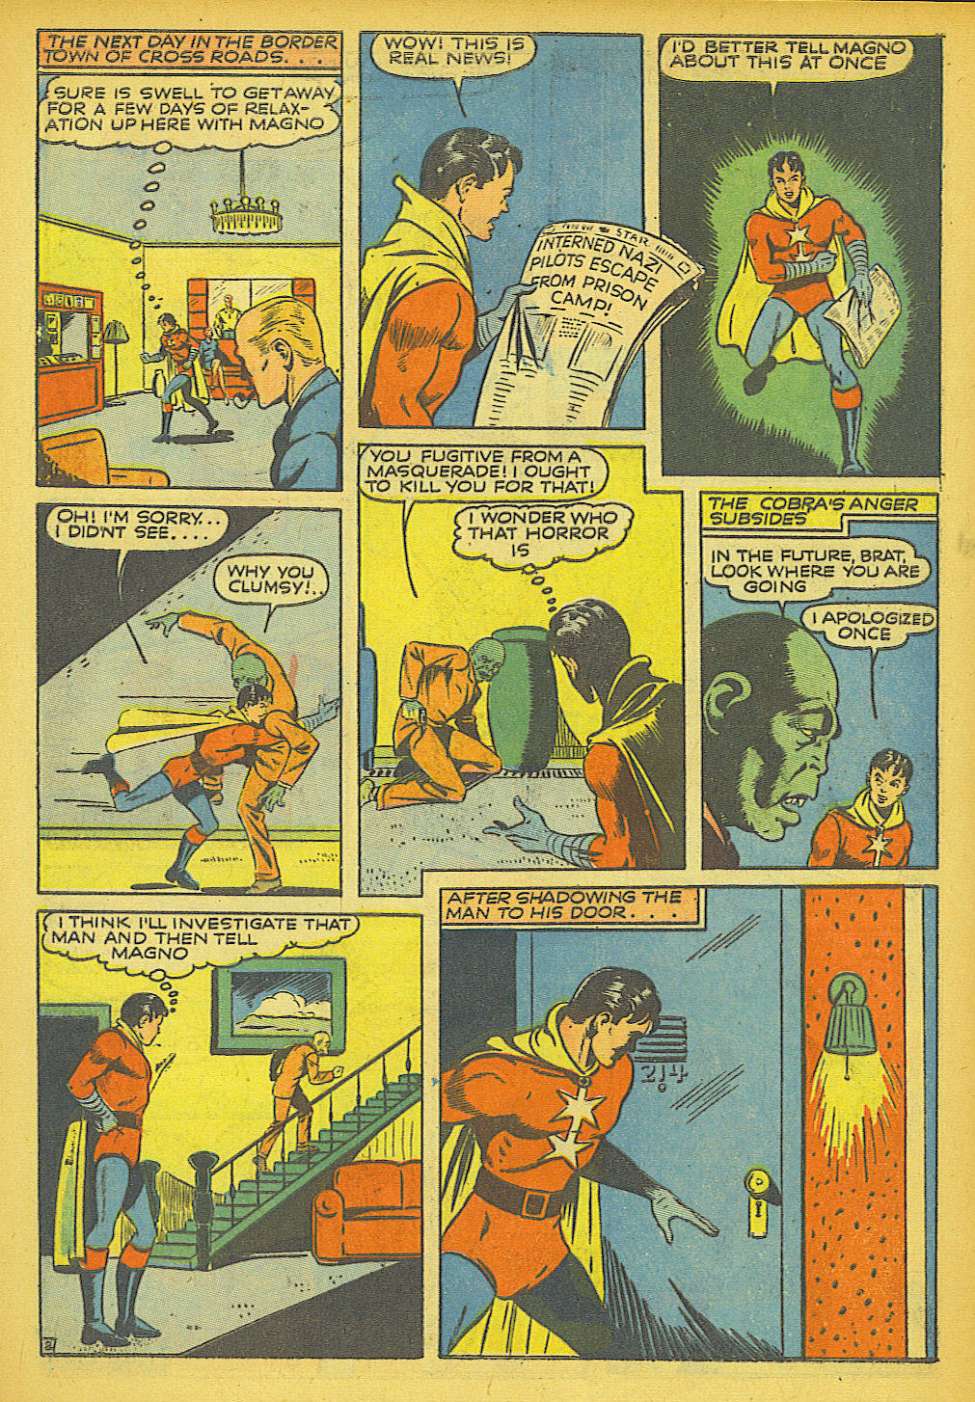 THE NEXT DAY IN THE BORDER
TOWN OF CROSS ROADS....
SURE IS SWELL TO GET AWAY
FOR A FEW DAYS OF RELAX-
ATION UP HERE WITH MAGNO
WOW! THIS IS
REAL NEWS!
STAR
INTERNED NAZI
PILOTS ESCAPE
FROM PRISON
CAMP!
I'D BETTER TELL MAGNO
ABOUT THIS AT ONCE
OH! I'M SORRY...
I DID'NT SEE....
WHY YOU
CLUMSY!..
YOU FUGITIVE FROM A
MASQUERADE! I OUGHT
TO KILL YOU FOR THAT!
I WONDER WHO
THAT HORROR
IS
THE COBRA'S ANGER
SUBSIDES
IN THE FUTURE, BRAT,
LOOK WHERE YOU ARE
GOING
I APOLOGIZED
ONCE
I THINK I'LL INVESTIGATE THAT
MAN AND THEN TELL
MAGNO
AFTER SHADOWING THE
MAN TO HIS DOOR....
214
2